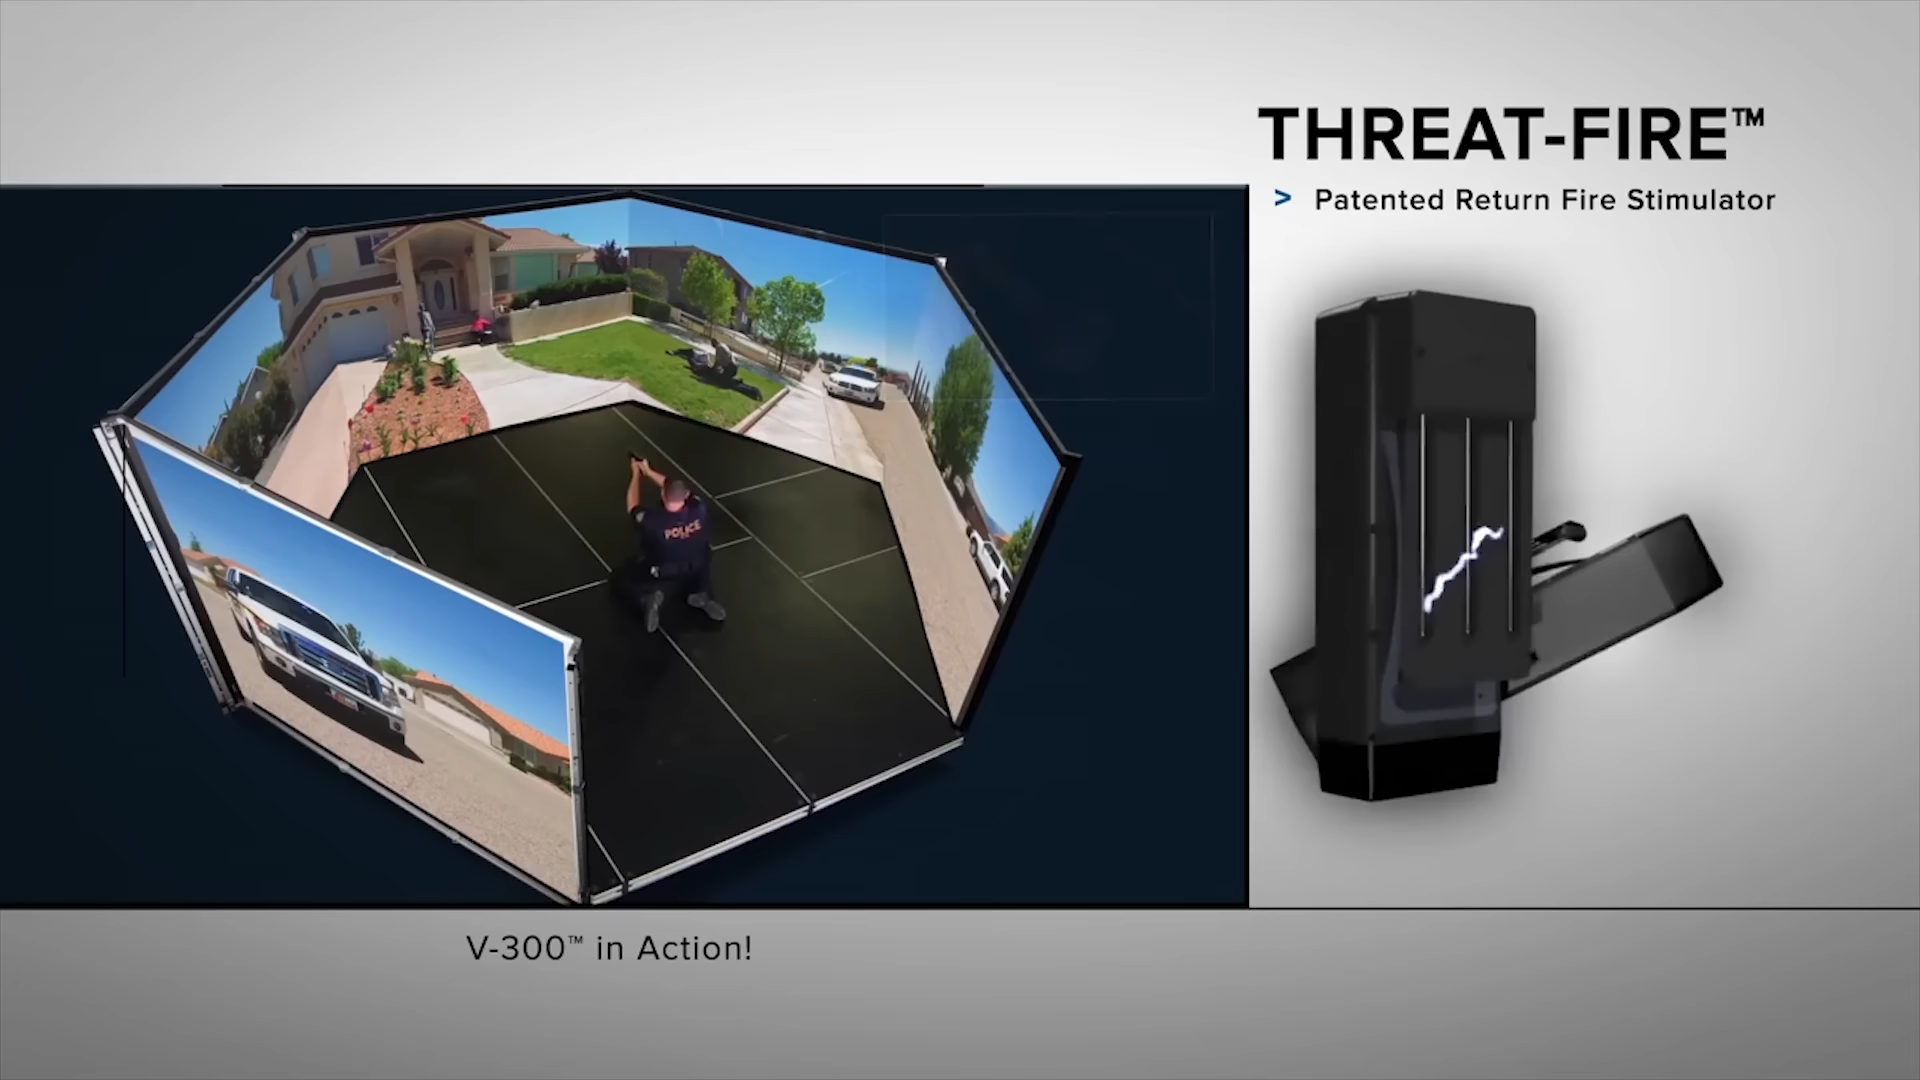 THREAT-FIRE™
> Patented Return Fire Stimulator
POLICE
V-300™ in Action!